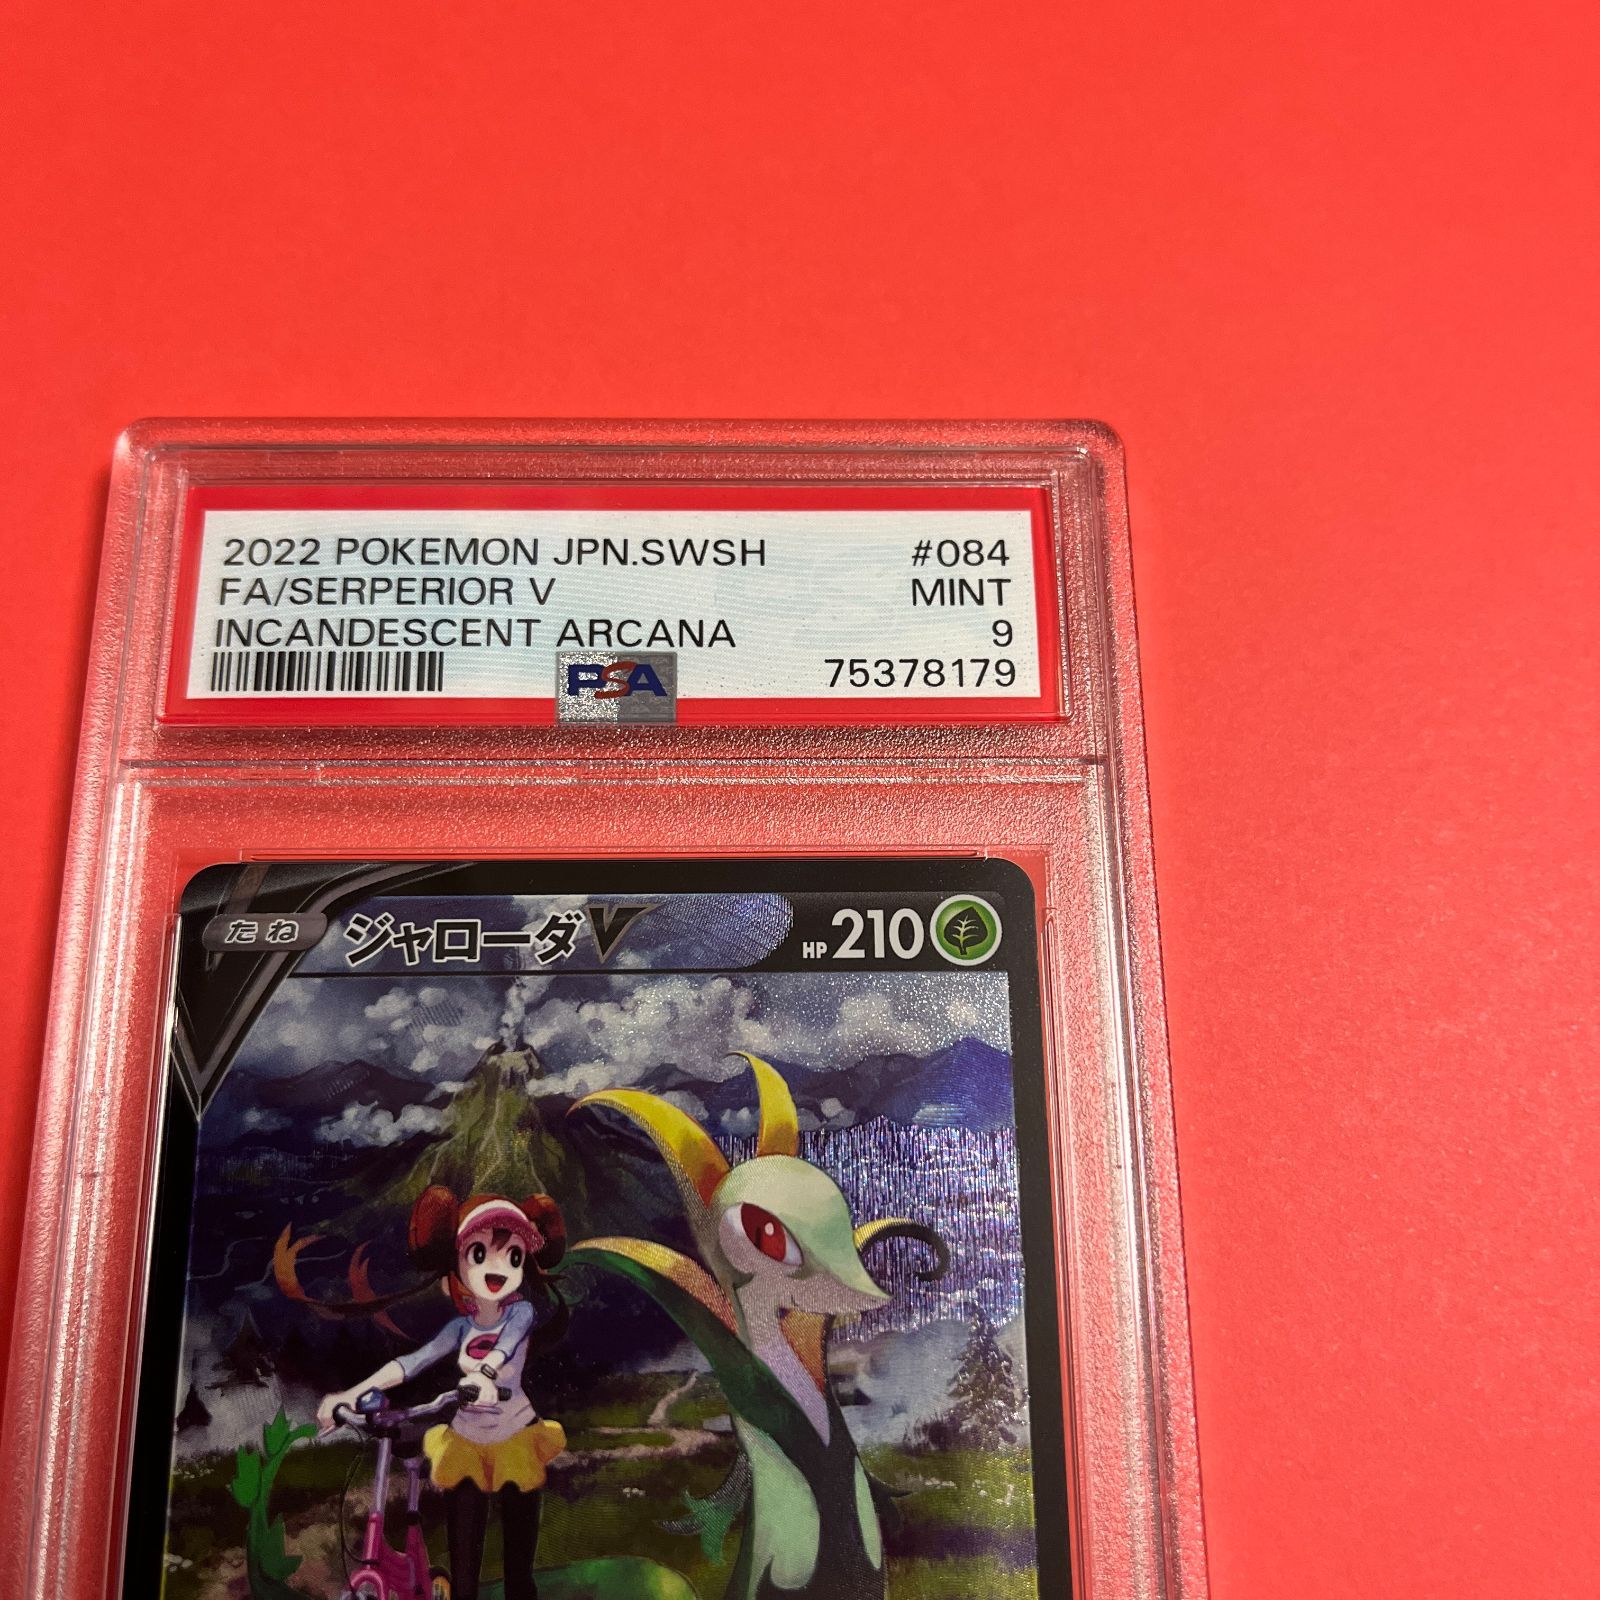 2022 POKEMON JPN.SWSH #084
FA/SERPERIOR V MINT
INCANDESCENT ARCANA 9
PSA 75378179
たね ジャローダV HP 210